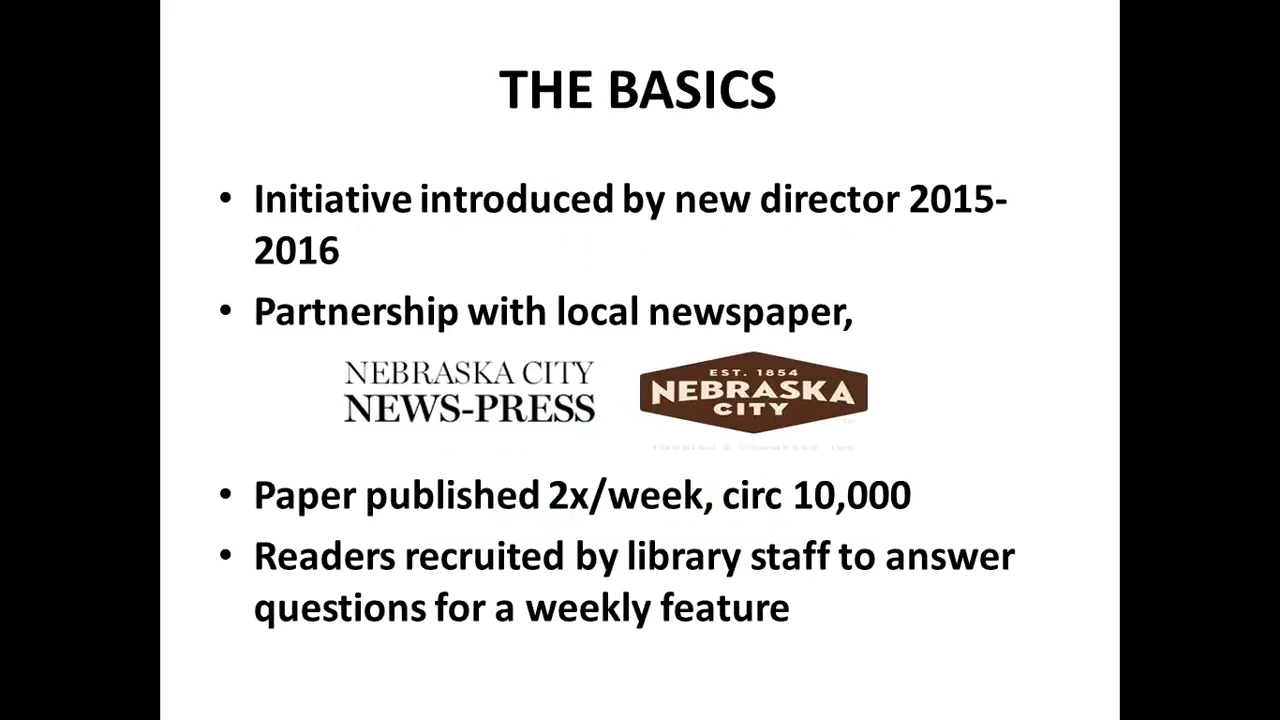 THE BASICS
• Initiative introduced by new director 2015-
2016
• Partnership with local newspaper,
NEBRASKA CITY
NEWS-PRESS
EST. 1854
NEBRASKA
CITY
• Paper published 2x/week, circ 10,000
• Readers recruited by library staff to answer
questions for a weekly feature